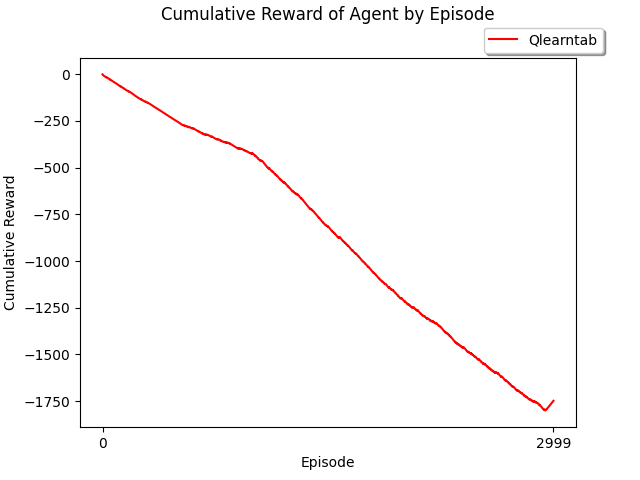 Cumulative Reward of Agent by Episode
Qlearntab
0
−250
−500
−750
−1000
−1250
−1500
−1750
Cumulative Reward
0
2999
Episode